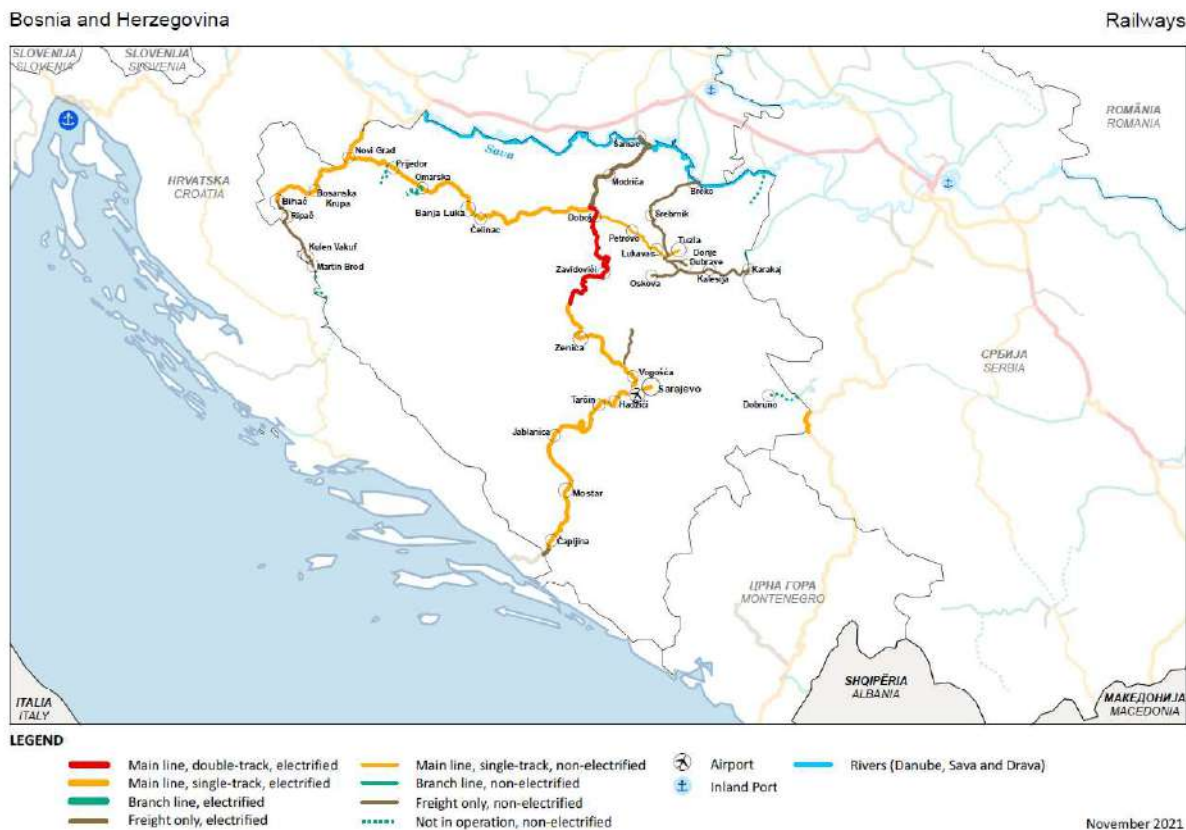 Bosnia and Herzegovina
Railways
SLOVENIJA
SLOVENIA
SLOVENIJA
SLOVENIA
ROMÂNIA
ROMANIA
HRVATSKA
CROATIA
Sava
Šamac
Novi Grad
Prijedor
Omarska
Modriča
Brčko
Bihać
Bosanska
Krupa
Ripač
Banja Luka
Čelinac
Doboj
Srebrnik
Petrovo
Tuzla
Lukavac
Donje
Dubrave
Kulen Vakuf
Martin Brod
Zavidovići
Oskova
Kalesija
Karakaj
Zenica
СРБИЈА
SERBIA
Vogošća
Sarajevo
Tarčin
Hadžići
Dobrun
Jablanica
Mostar
Čapljina
ЦРНА ГОРА
MONTENEGRO
SHQIPËRIA
ALBANIA
ITALIA
ITALY
МАКЕДОНИЈА
MACEDONIA
LEGEND
Main line, double-track, electrified
Main line, single-track, electrified
Branch line, electrified
Freight only, electrified
Main line, single-track, non-electrified
Branch line, non-electrified
Freight only, non-electrified
Not in operation, non-electrified
Airport
Inland Port
Rivers (Danube, Sava and Drava)
November 2021